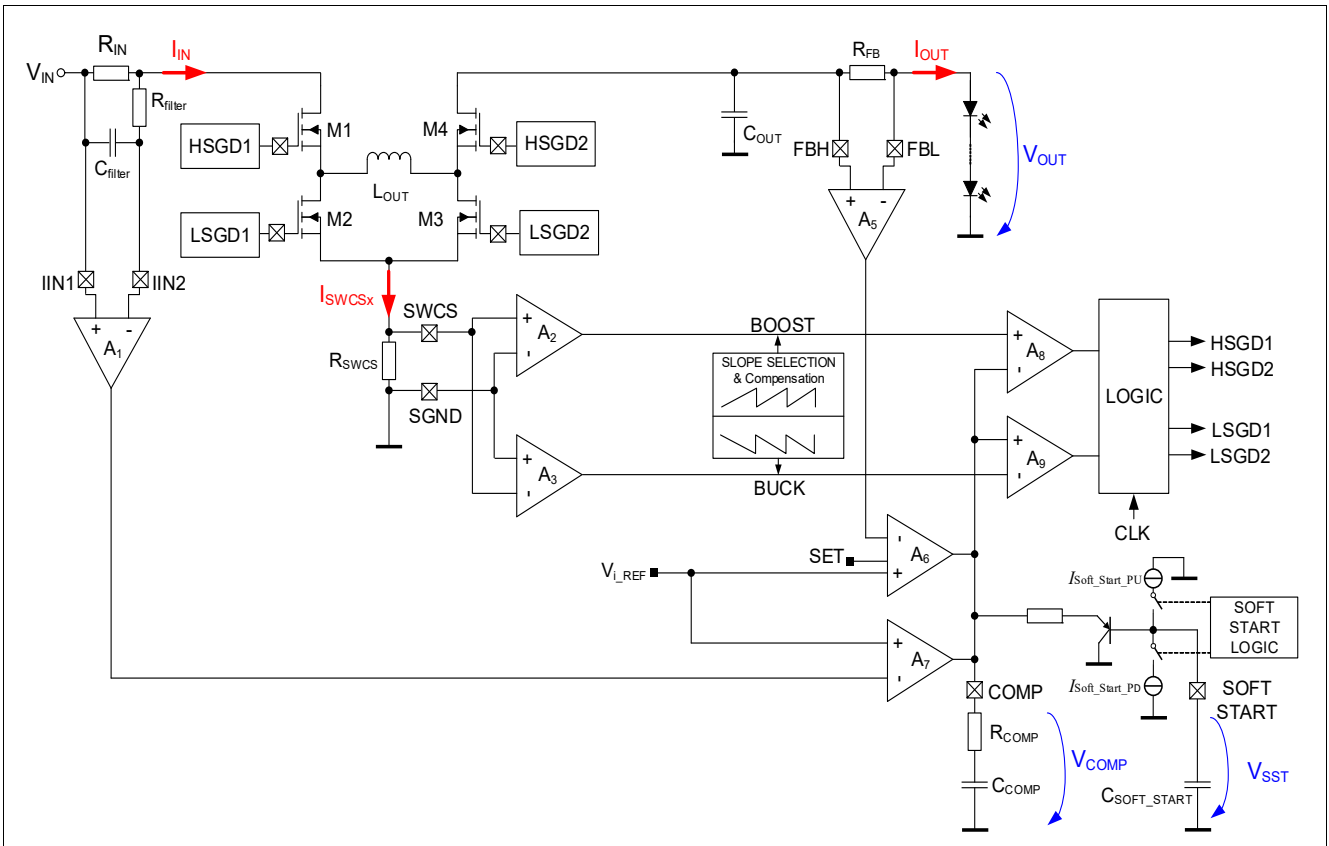 R_IN
I_IN
V_IN
R_filter
C_filter
HSGD1
M1
M4
HSGD2
L_OUT
LSGD1
M2
M3
LSGD2
R_FB
I_OUT
C_OUT
FBH
FBL
V_OUT
+ -
A_5
IIN1
IIN2
+ -
A_1
I_SWCSx
SWCS
R_SWCS
SGND
+
-
A_2
BOOST
SLOPE SELECTION
& Compensation
BUCK
+
-
A_3
+
-
A_8
+
-
A_9
LOGIC
HSGD1
HSGD2
LSGD1
LSGD2
CLK
-
+
A_6
SET
V_i_REF
+
-
A_7
I_Soft_Start_PU
SOFT
START
LOGIC
I_Soft_Start_PD
SOFT
START
COMP
R_COMP
C_COMP
V_COMP
C_SOFT_START
V_SST